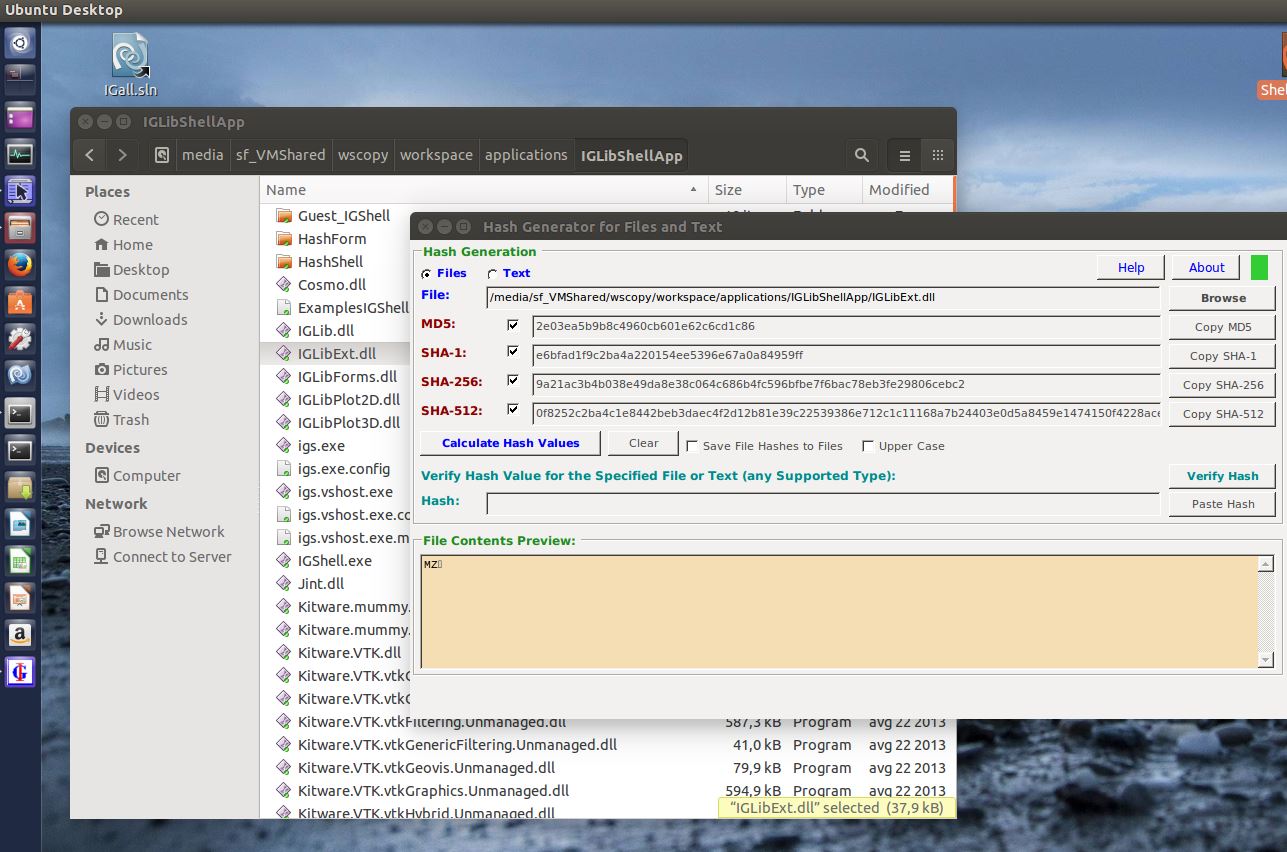 Ubuntu Desktop
IGall.sln
Shel
IGLibShellApp
media sf_VMShared wscopy workspace applications IGLibShellApp
Places
Recent
Home
Desktop
Documents
Downloads
Music
Pictures
Videos
Trash
Devices
Computer
Network
Browse Network
Connect to Server
Name Size Type Modified
Guest_IGShell
HashForm
HashShell
Cosmo.dll
ExamplesIGShell
IGLib.dll
IGLibExt.dll
IGLibForms.dll
IGLibPlot2D.dll
IGLibPlot3D.dll
igs.exe
igs.exe.config
igs.vshost.exe
igs.vshost.exe.co
igs.vshost.exe.m
IGShell.exe
Jint.dll
Kitware.mummy.
Kitware.mummy.
Kitware.VTK.dll
Kitware.VTK.vtkC
Kitware.VTK.vtkC
Kitware.VTK.vtkFiltering.Unmanaged.dll 587,3 kB Program avg 22 2013
Kitware.VTK.vtkGenericFiltering.Unmanaged.dll 41,0 kB Program avg 22 2013
Kitware.VTK.vtkGeovis.Unmanaged.dll 79,9 kB Program avg 22 2013
Kitware.VTK.vtkGraphics.Unmanaged.dll 594,9 kB Program avg 22 2013
Kitware.VTK.vtkHybrid.Unmanaged.dll
“IGLibExt.dll” selected (37,9 kB)
Hash Generator for Files and Text
Hash Generation
Files Text Help About
File: /media/sf_VMShared/wscopy/workspace/applications/IGLibShellApp/IGLibExt.dll Browse
MD5: 2e03ea5b9b8c4960cb601e62c6cd1c86 Copy MD5
SHA-1: e6bfad1f9c2ba4a220154ee5396e67a0a84959ff Copy SHA-1
SHA-256: 9a21ac3b4b038e49da8e38c064c686b4fc596bfbe7f6bac78eb3fe29806cebc2 Copy SHA-256
SHA-512: 0f8252c2ba4c1e8442beb3daec4f2d12b81e39c22539386e712c1c11168a7b24403e0d5a8459e1474150f4228ace Copy SHA-512
Calculate Hash Values Clear Save File Hashes to Files Upper Case
Verify Hash Value for the Specified File or Text (any Supported Type): Verify Hash
Hash: Paste Hash
File Contents Preview:
MZ